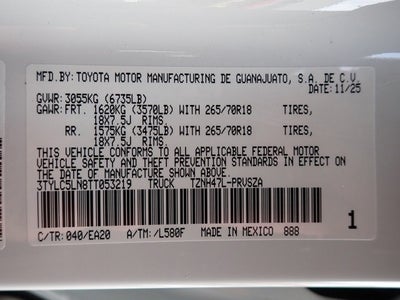 MFD.BY:TOYOTA MOTOR MANUFACTURING DE GUANAJUATO, S.A. DE C.V.
DATE:11/25
GVWR: 3055KG (6735LB)
GAWR:FRT. 1620KG (3570LB) WITH 265/70R18 TIRES,
18X7.5J RIMS.
RR. 1575KG (3475LB) WITH 265/70R18 TIRES,
18X7.5J RIMS.
THIS VEHICLE CONFORMS TO ALL APPLICABLE FEDERAL MOTOR
VEHICLE SAFETY AND THEFT PREVENTION STANDARDS IN EFFECT ON THE
DATE OF MANUFACTURE SHOWN ABOVE.
3TYLC5LN8TT053219 TRUCK TZNH47L-PRVSZA
1
C/TR: 040/EA20 A/TM: /L580F MADE IN MEXICO 888